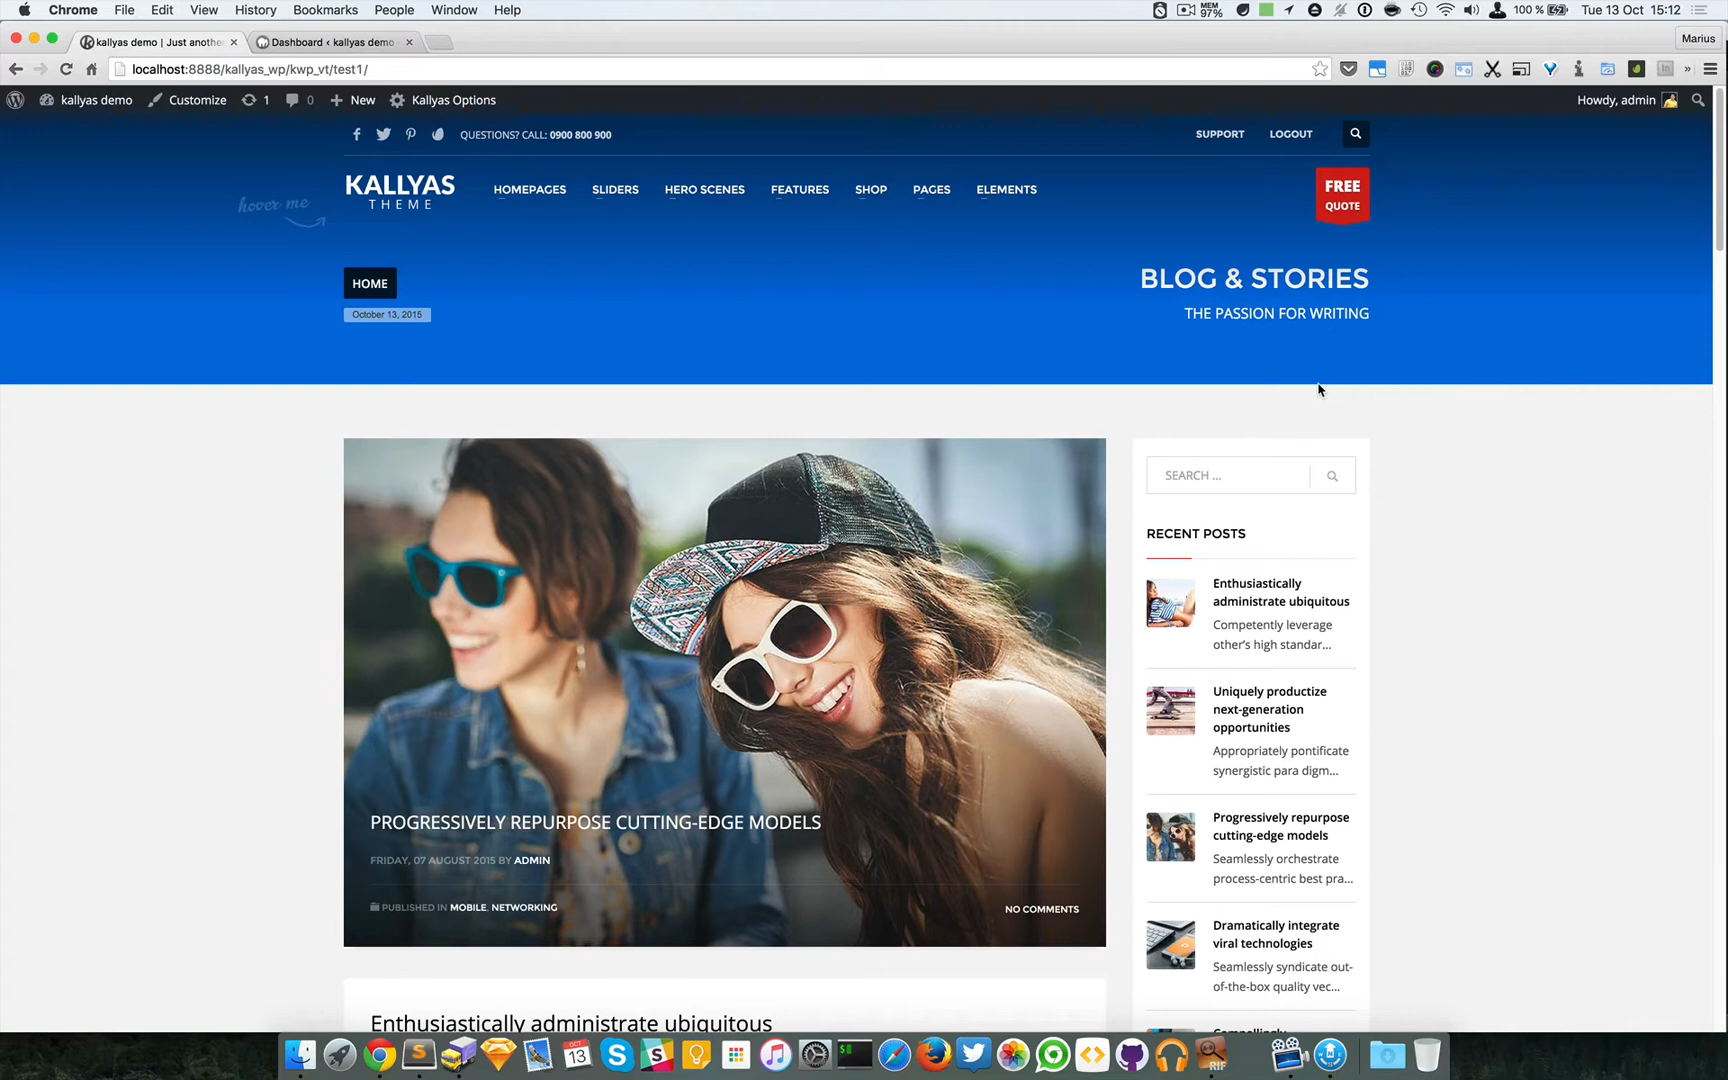 Chrome File Edit View History Bookmarks People Window Help
MEM 97% 100 % Tue 13 Oct 15:12
kallyas demo | Just anothe
Dashboard ‹ kallyas demo
Marius
localhost:8888/kallyas_wp/kwp_vt/test1/
kallyas demo Customize 1 0 New Kallyas Options
Howdy, admin
QUESTIONS? CALL: 0900 800 900
SUPPORT LOGOUT
hover me
KALLYAS
THEME
HOMEPAGES SLIDERS HERO SCENES FEATURES SHOP PAGES ELEMENTS
FREE
QUOTE
HOME
October 13, 2015
BLOG & STORIES
THE PASSION FOR WRITING
PROGRESSIVELY REPURPOSE CUTTING-EDGE MODELS
FRIDAY, 07 AUGUST 2015 BY ADMIN
PUBLISHED IN MOBILE, NETWORKING
NO COMMENTS
Enthusiastically administrate ubiquitous
SEARCH ...
RECENT POSTS
Enthusiastically
administrate ubiquitous
Competently leverage
other's high standar...
Uniquely productize
next-generation
opportunities
Appropriately pontificate
synergistic para digm...
Progressively repurpose
cutting-edge models
Seamlessly orchestrate
process-centric best pra...
Dramatically integrate
viral technologies
Seamlessly syndicate out-
of-the-box quality vec...
OCT
13
RIF